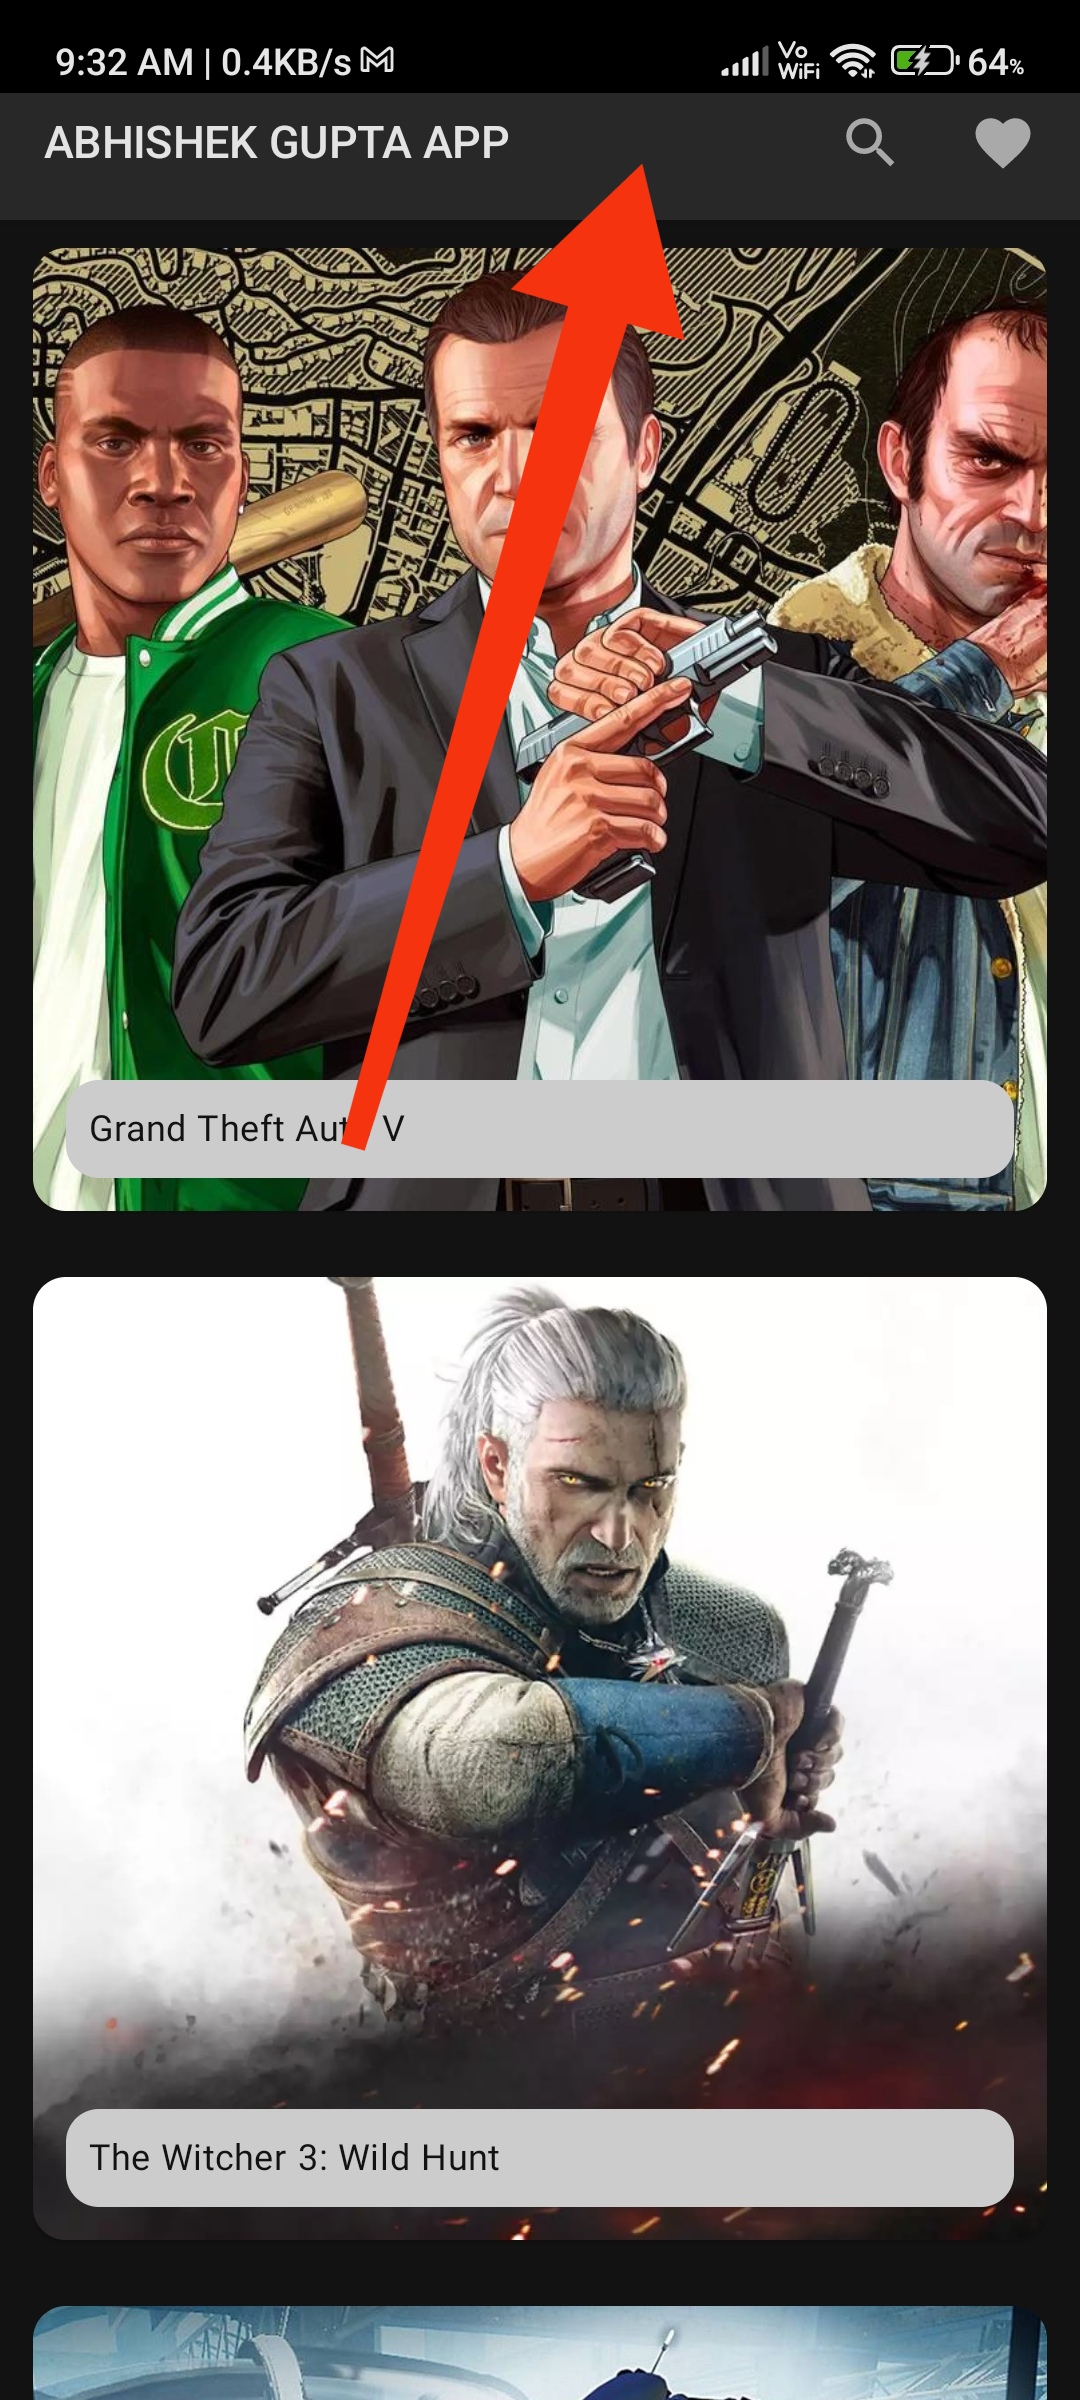 9:32 AM | 0.4KB/s
Vo
WiFi
64%
ABHISHEK GUPTA APP
Grand Theft Aut V
The Witcher 3: Wild Hunt